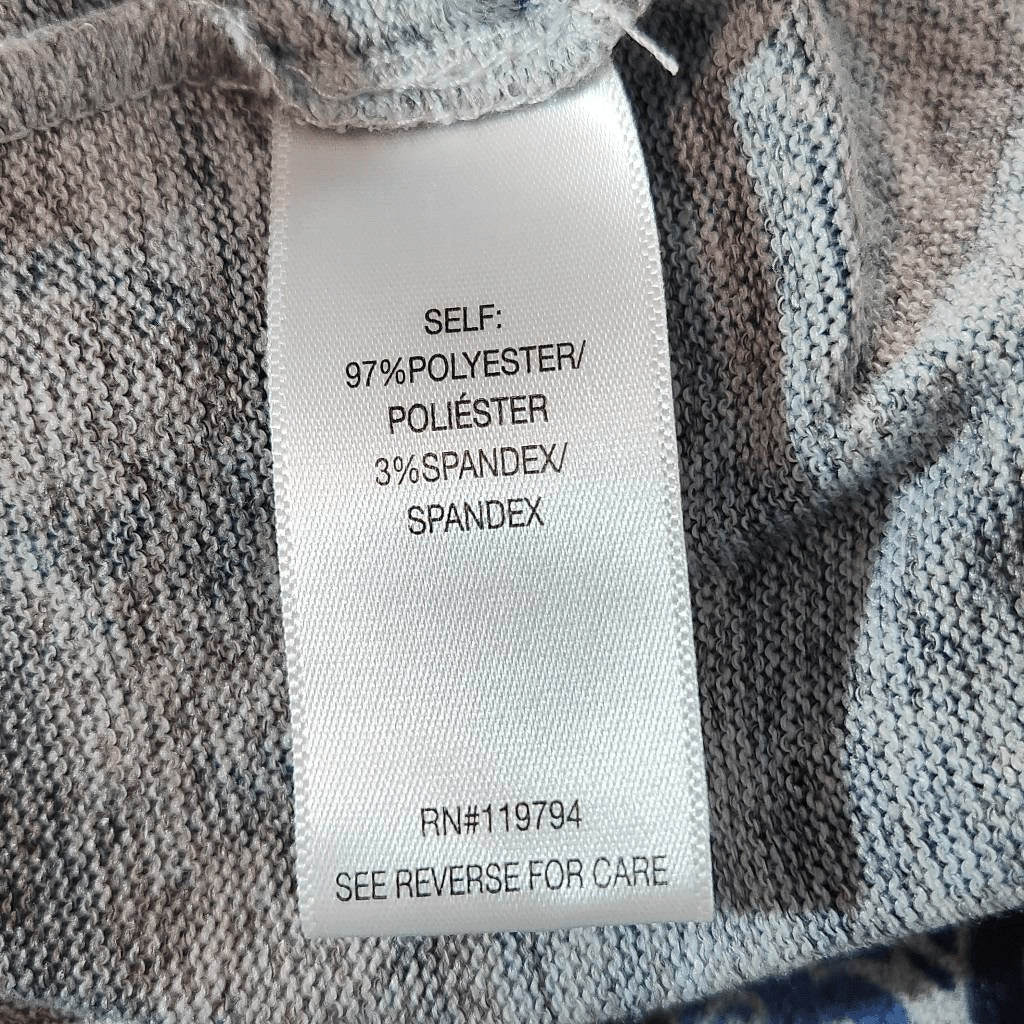 SELF:
97%POLYESTER/
POLIÉSTER
3%SPANDEX/
SPANDEX
RN#119794
SEE REVERSE FOR CARE